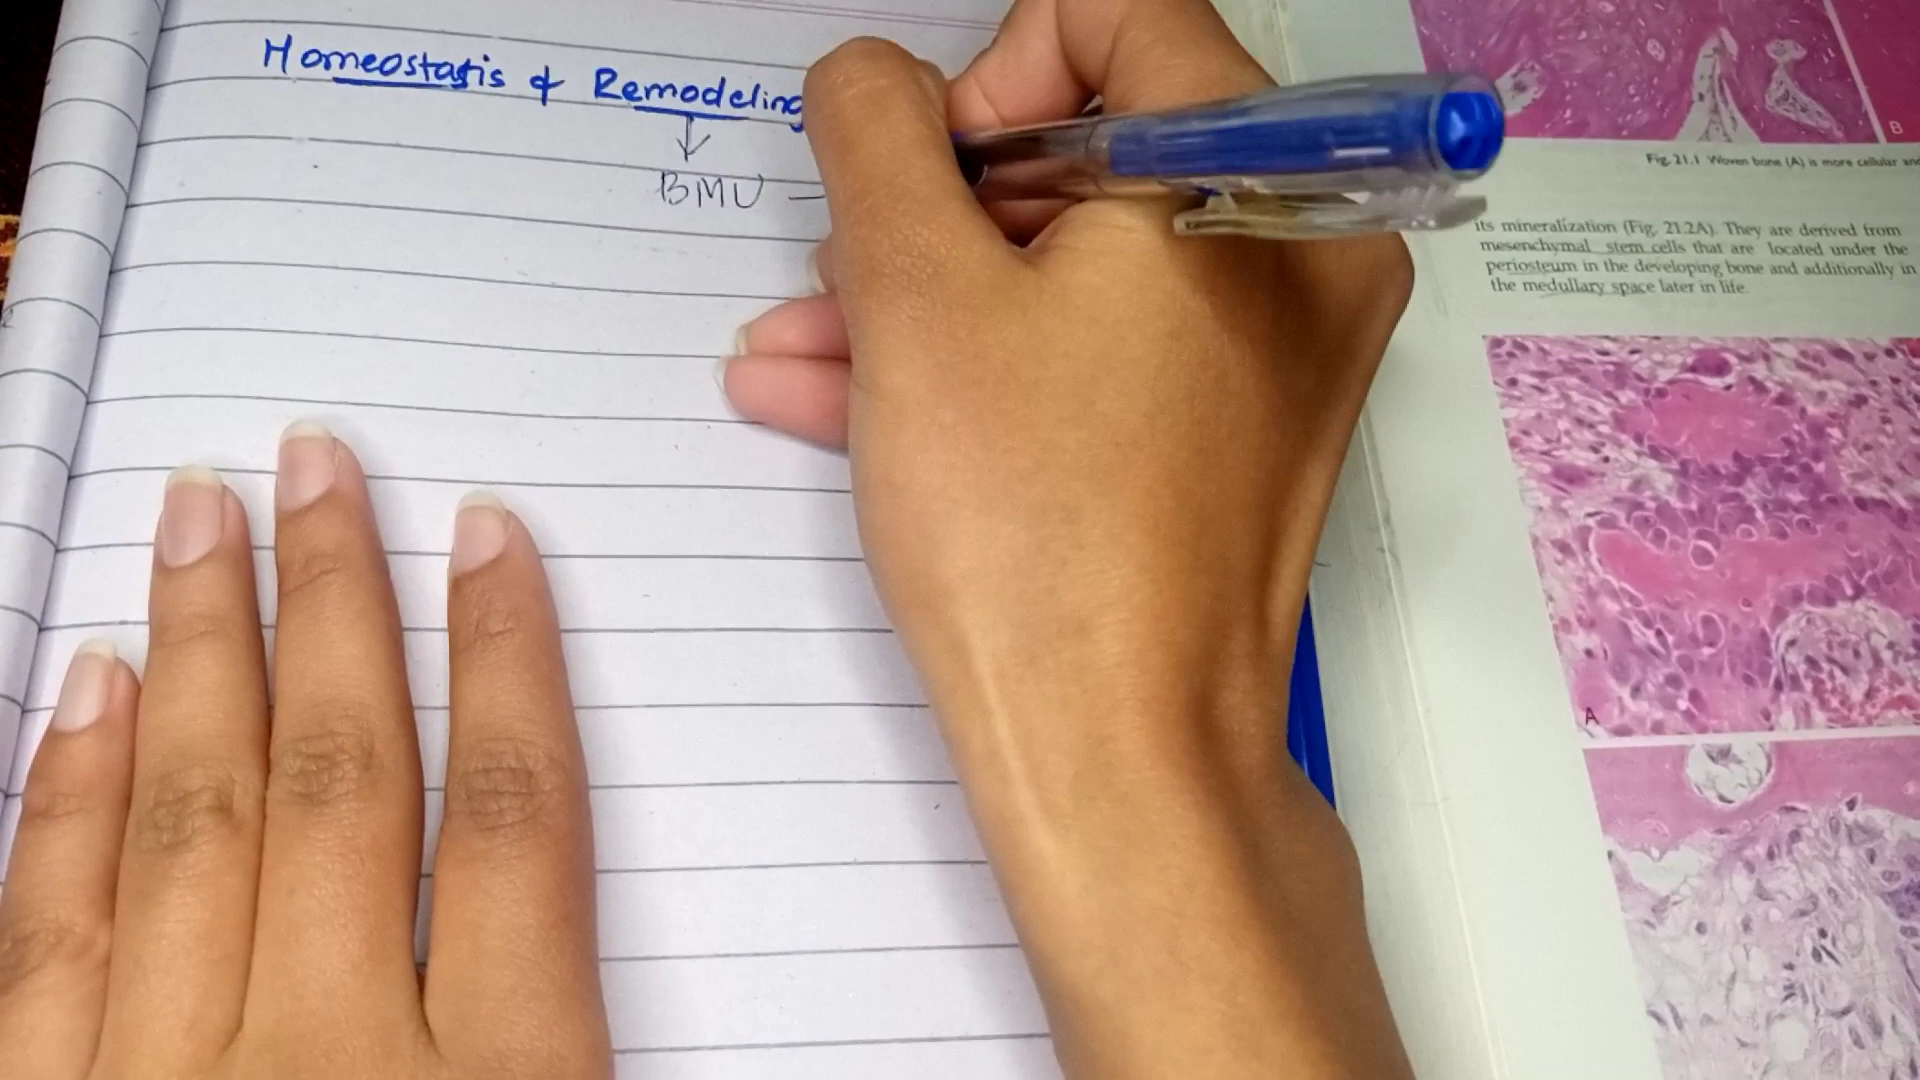 Homeostasis & Remodeling
BMU –
B
Fig. 21.1 Woven bone (A) is more cellular and
its mineralization (Fig. 21.2A). They are derived from
mesenchymal stem cells that are located under the
periosteum in the developing bone and additionally in
the medullary space later in life.
A